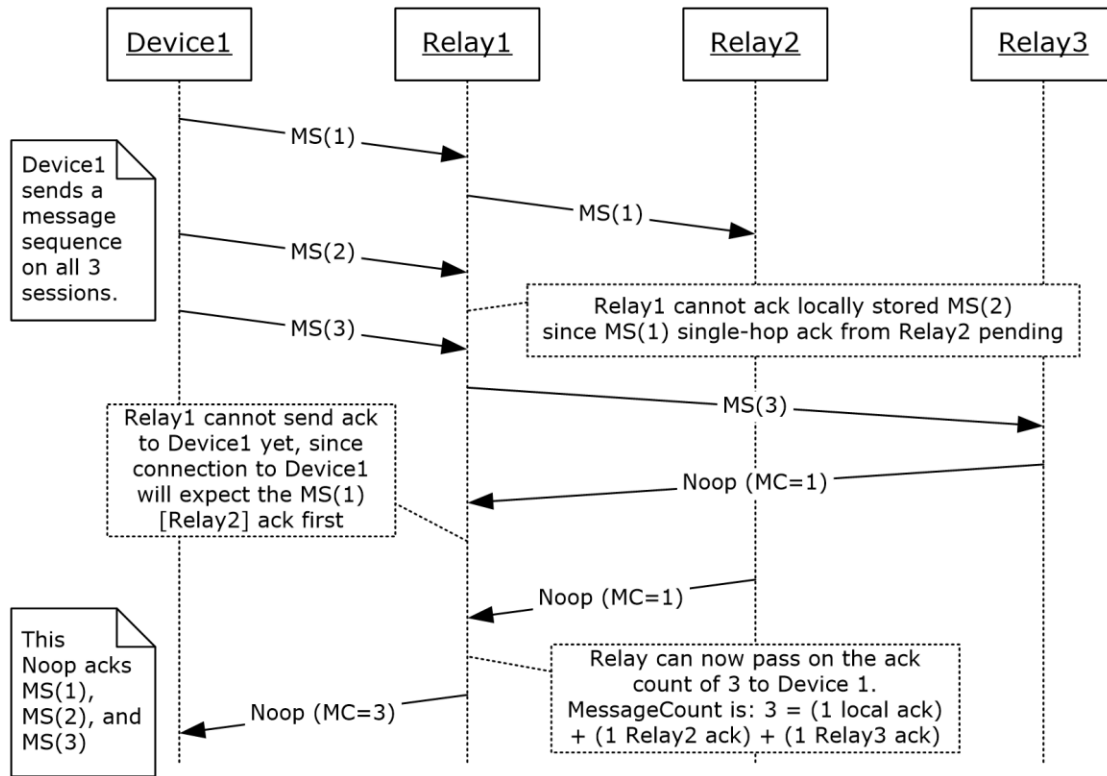 Device1
Relay1
Relay2
Relay3
MS(1)
Device1
sends a
message
sequence
on all 3
sessions.
MS(1)
MS(2)
Relay1 cannot ack locally stored MS(2)
since MS(1) single-hop ack from Relay2 pending
MS(3)
MS(3)
Relay1 cannot send ack
to Device1 yet, since
connection to Device1
will expect the MS(1)
[Relay2] ack first
Noop (MC=1)
Noop (MC=1)
This
Noop acks
MS(1),
MS(2), and
MS(3)
Relay can now pass on the ack
count of 3 to Device 1.
MessageCount is: 3 = (1 local ack)
+ (1 Relay2 ack) + (1 Relay3 ack)
Noop (MC=3)